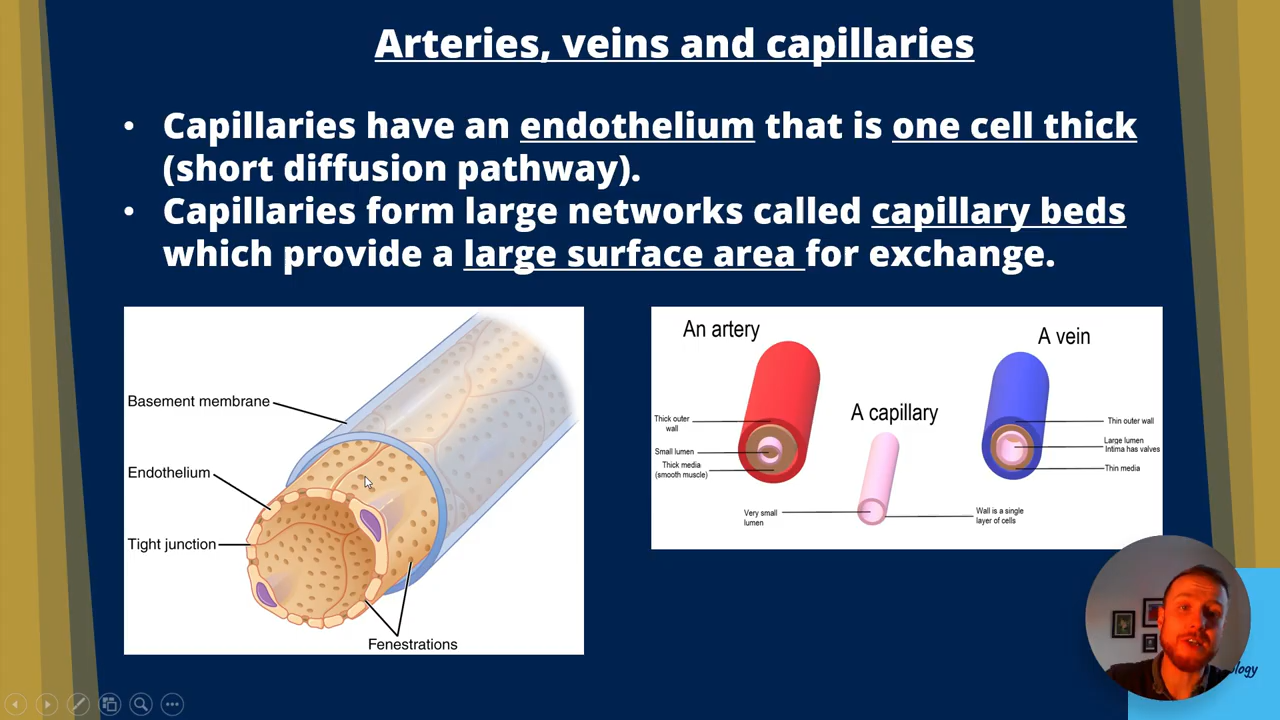 Arteries, veins and capillaries
• Capillaries have an endothelium that is one cell thick
(short diffusion pathway).
• Capillaries form large networks called capillary beds
which provide a large surface area for exchange.
Basement membrane
Endothelium
Tight junction
Fenestrations
An artery
Thick outer
wall
Small lumen
Thick media
(smooth muscle)
A capillary
Very small
lumen
Wall is a single
layer of cells
A vein
Thin outer wall
Large lumen
Intima has valves
Thin media